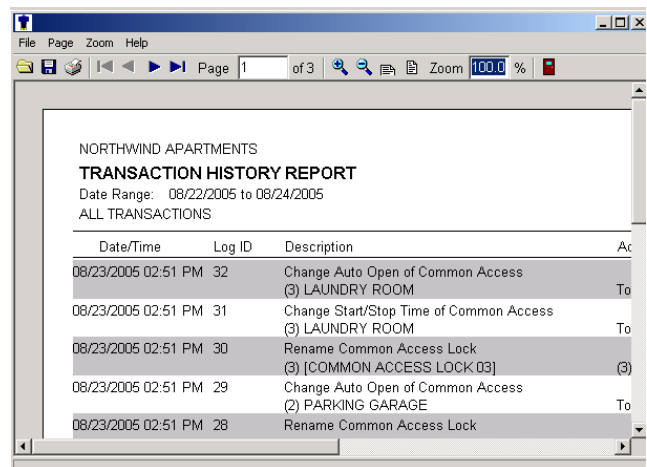 File Page Zoom Help
Page 1 of 3 Zoom 100.0 %
NORTHWIND APARTMENTS
TRANSACTION HISTORY REPORT
Date Range: 08/22/2005 to 08/24/2005
ALL TRANSACTIONS
Date/Time Log ID Description Ac
08/23/2005 02:51 PM 32 Change Auto Open of Common Access
(3) LAUNDRY ROOM To
08/23/2005 02:51 PM 31 Change Start/Stop Time of Common Access
(3) LAUNDRY ROOM To
08/23/2005 02:51 PM 30 Rename Common Access Lock
(3) [COMMON ACCESS LOCK 03] (3)
08/23/2005 02:51 PM 29 Change Auto Open of Common Access
(2) PARKING GARAGE To
08/23/2005 02:51 PM 28 Rename Common Access Lock